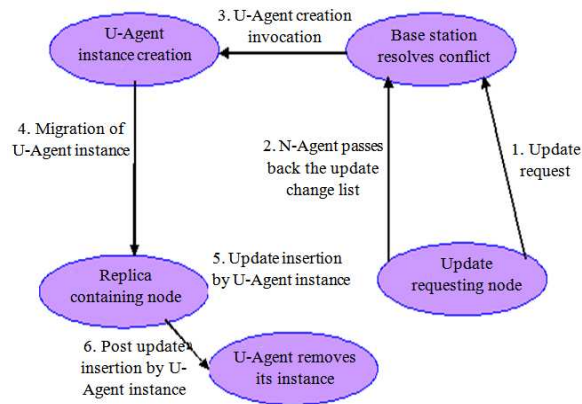 3. U-Agent creation
invocation
U-Agent
instance creation
Base station
resolves conflict
4. Migration of
U-Agent instance
2. N-Agent passes
back the update
change list
1. Update
request
5. Update insertion
by U-Agent instance
Replica
containing node
Update
requesting node
6. Post update
insertion by U-
Agent instance
U-Agent removes
its instance